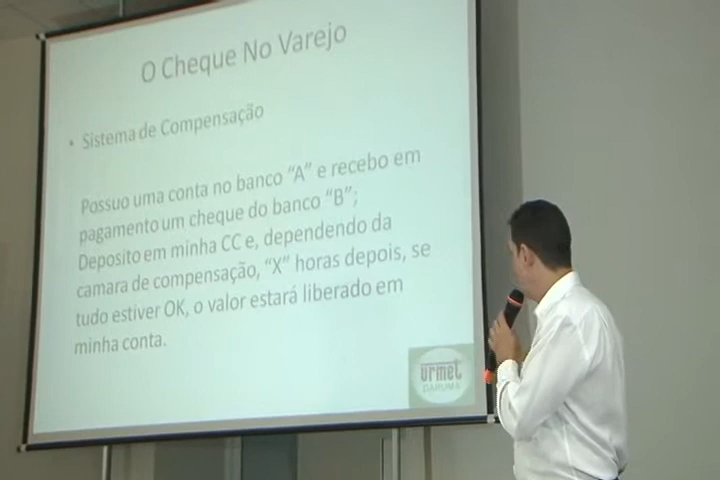 O Cheque No Varejo
• Sistema de Compensação
Possuo uma conta no banco “A” e recebo em
pagamento um cheque do banco “B”;
Deposito em minha CC e, dependendo da
camara de compensação, “X” horas depois, se
tudo estiver OK, o valor estará liberado em
minha conta.
urmet
DARUMA